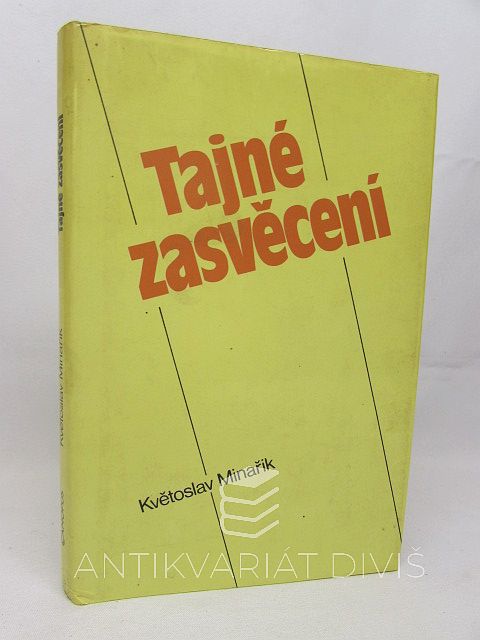 Tajné
zasvěcení
Květoslav Minařík
Tajné zasvěcení
Květoslav Minařík
ANTIKVARIÁT DIVIŠ